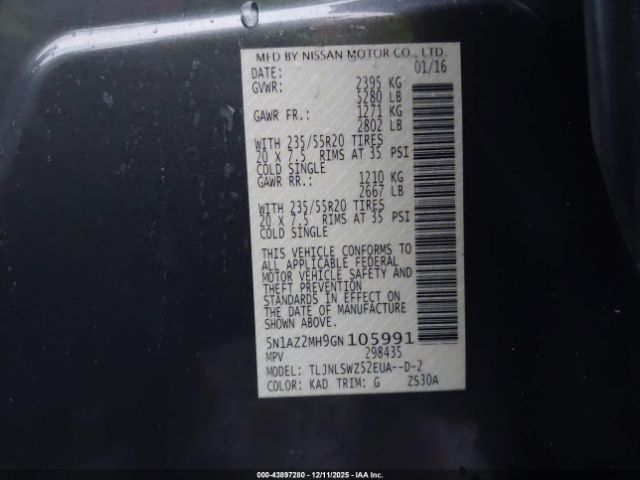 MFD BY NISSAN MOTOR CO., LTD
DATE: 01/16
GVWR: 2395 KG
5280 LB
GAWR FR.: 1271 KG
2802 LB
WITH 235/55R20 TIRES
20 X 7.5 RIMS AT 35 PSI
COLD SINGLE
GAWR RR.: 1210 KG
2667 LB
WITH 235/55R20 TIRES
20 X 7.5 RIMS AT 35 PSI
COLD SINGLE
THIS VEHICLE CONFORMS TO
ALL APPLICABLE FEDERAL
MOTOR VEHICLE SAFETY AND
THEFT PREVENTION
STANDARDS IN EFFECT ON
THE DATE OF MANUFACTURE
SHOWN ABOVE.
5N1AZ2MH9GN105991
MPV 298435
MODEL: TLJNLSWZ52EUA--D-2
COLOR: KAD TRIM: G ZS30A
000-43897280 - 12/11/2025 - IAA Inc.